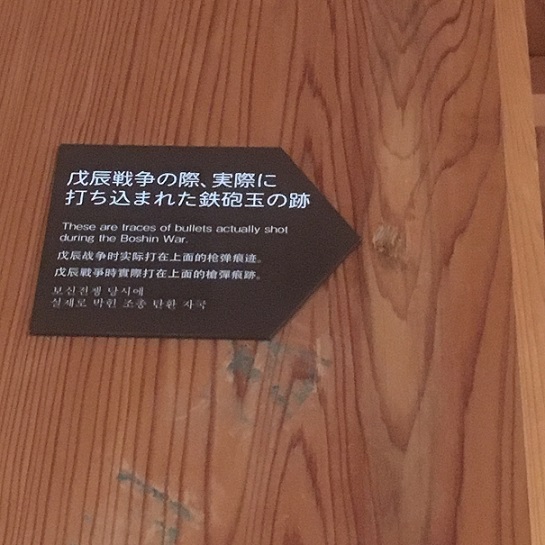 戊辰戦争の際、実際に
打ち込まれた鉄砲玉の跡
These are traces of bullets actually shot
during the Boshin War.
戊辰战争时实际打在上面的枪弹痕迹。
戊辰戰爭時實際打在上面的槍彈痕跡。
보신전쟁 당시에
실제로 박힌 조총 탄환 자국